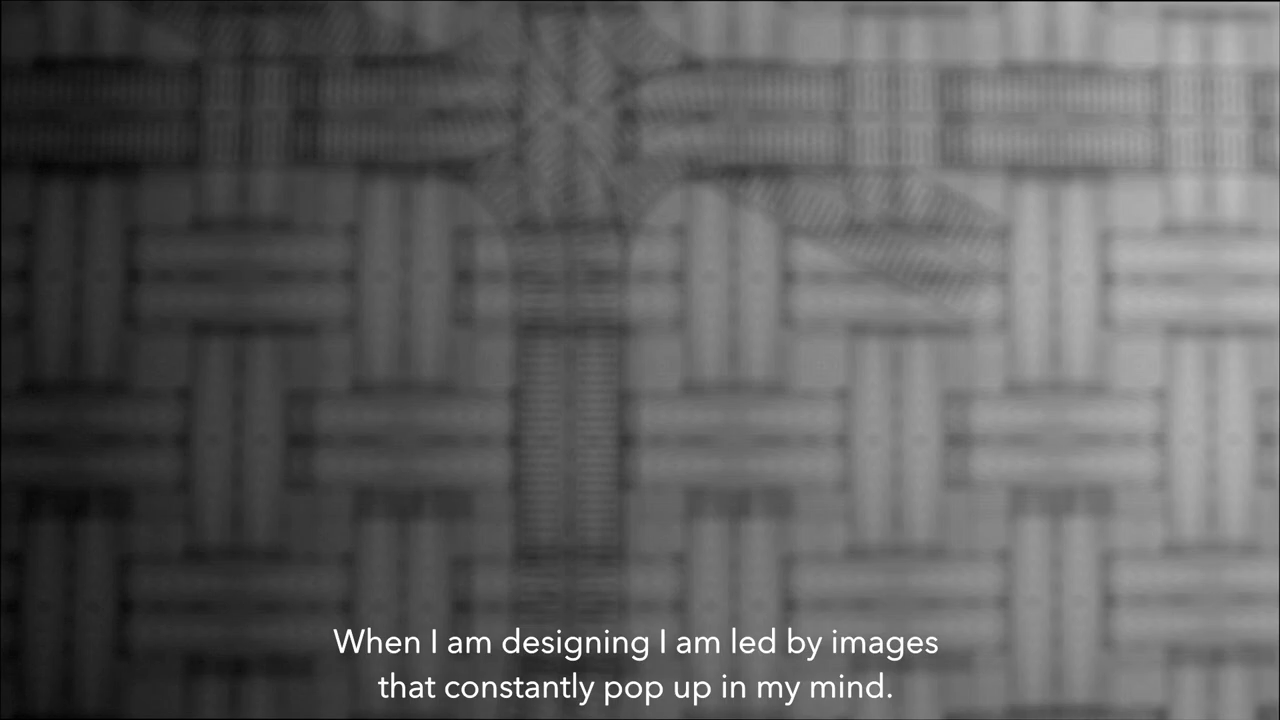 When I am designing I am led by images
that constantly pop up in my mind.